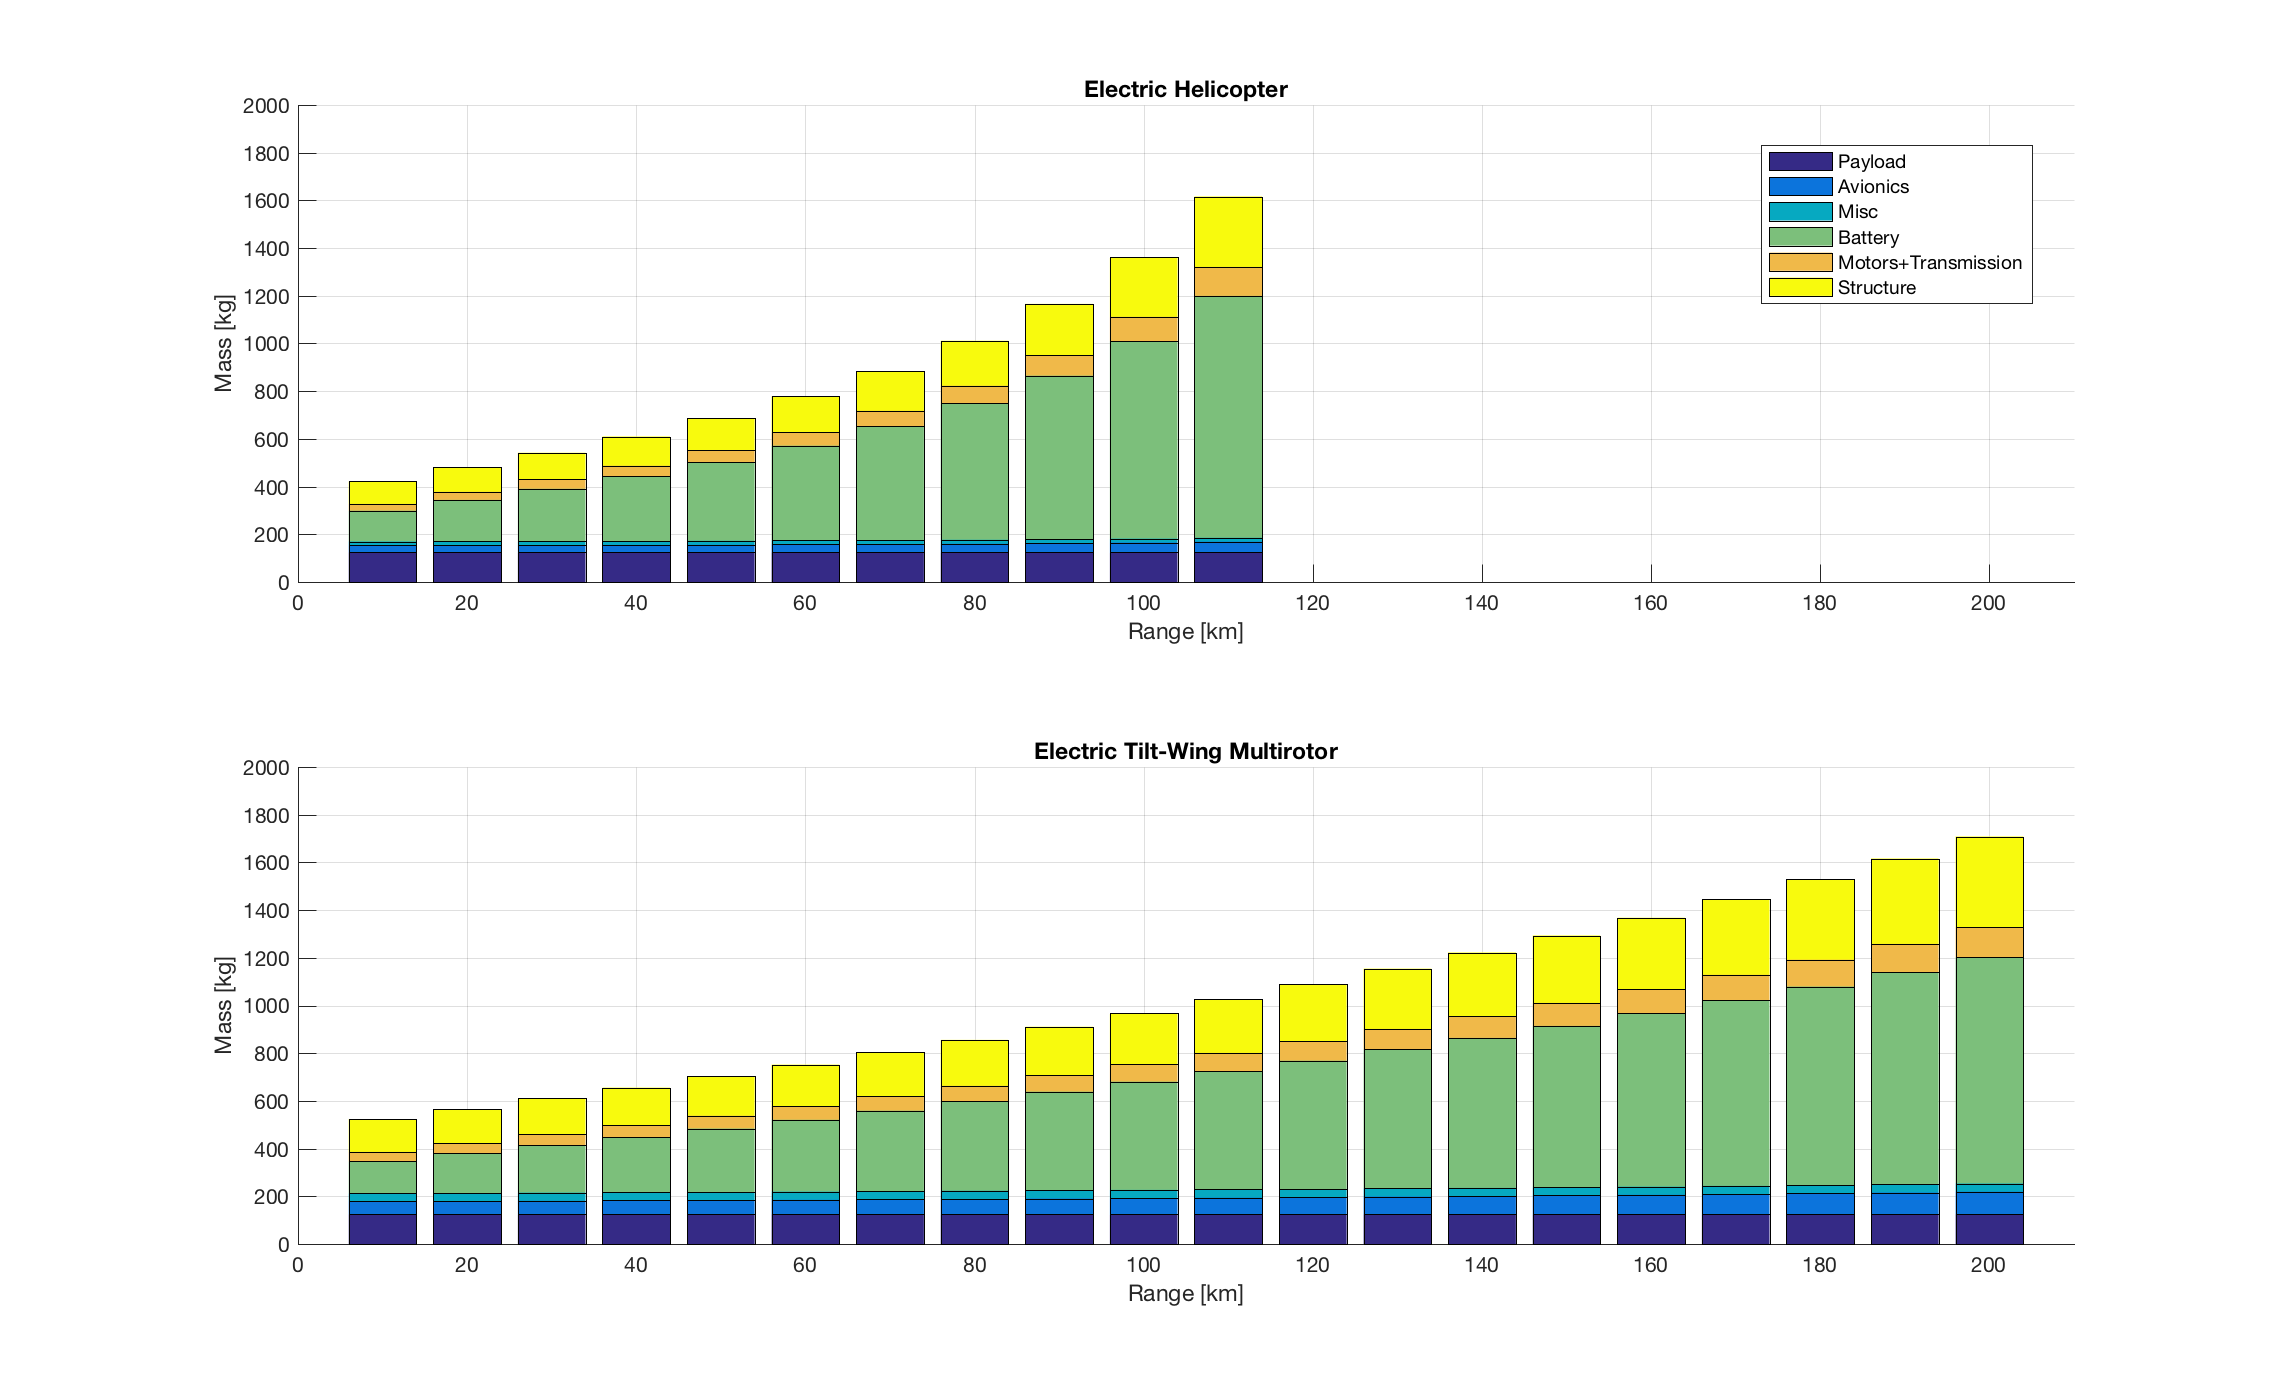 Electric Helicopter
2000
1800
1600
1400
1200
1000
800
600
400
200
0
Mass [kg]
Payload
Avionics
Misc
Battery
Motors+Transmission
Structure
0 20 40 60 80 100 120 140 160 180 200
Range [km]
Electric Tilt-Wing Multirotor
2000
1800
1600
1400
1200
1000
800
600
400
200
0
Mass [kg]
0 20 40 60 80 100 120 140 160 180 200
Range [km]